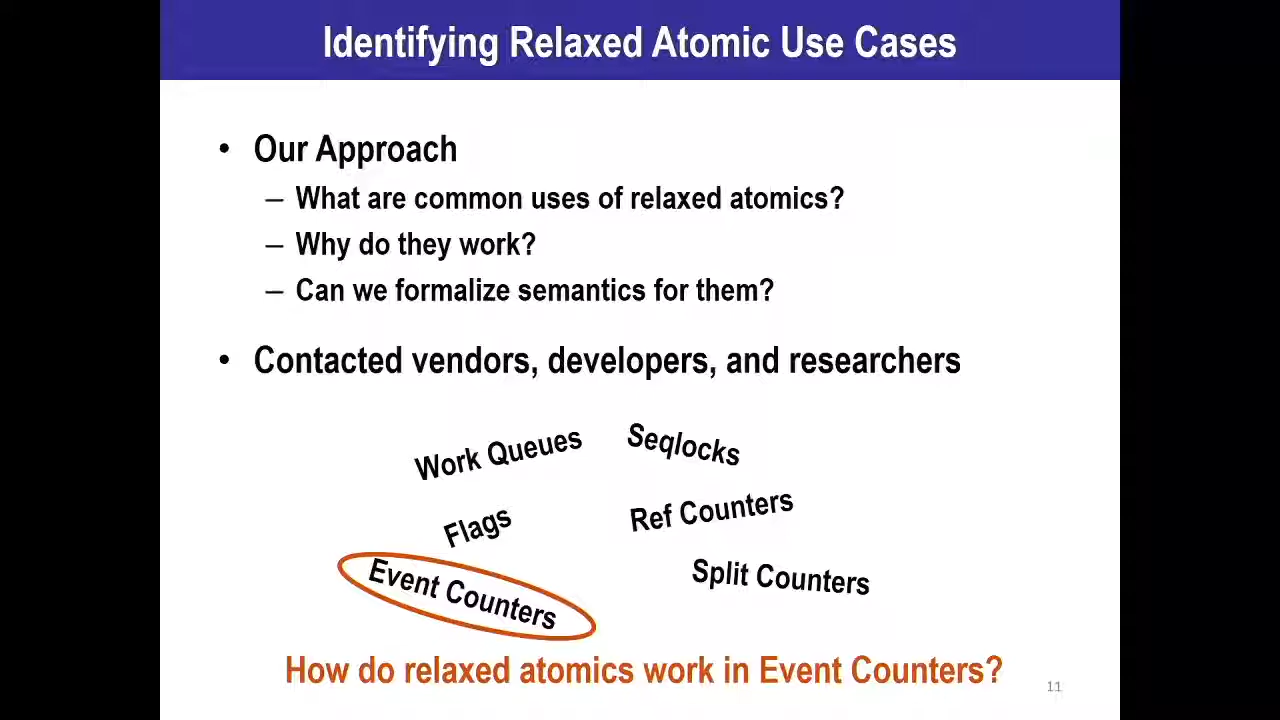 Identifying Relaxed Atomic Use Cases
• Our Approach
– What are common uses of relaxed atomics?
– Why do they work?
– Can we formalize semantics for them?
• Contacted vendors, developers, and researchers
Work Queues
Seqlocks
Flags
Ref Counters
Event Counters
Split Counters
How do relaxed atomics work in Event Counters?
11